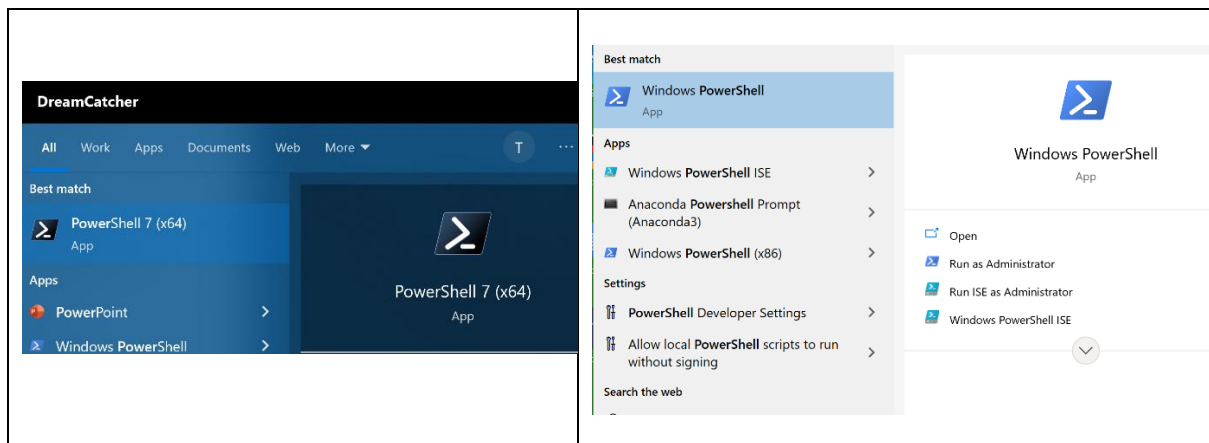 DreamCatcher
All Work Apps Documents Web More T ...
Best match
PowerShell 7 (x64)
App
Apps
PowerPoint
Windows PowerShell
PowerShell 7 (x64)
App
Best match
Windows PowerShell
App
Apps
Windows PowerShell ISE
Anaconda Powershell Prompt
(Anaconda3)
Windows PowerShell (x86)
Settings
PowerShell Developer Settings
Allow local PowerShell scripts to run
without signing
Search the web
Windows PowerShell
App
Open
Run as Administrator
Run ISE as Administrator
Windows PowerShell ISE